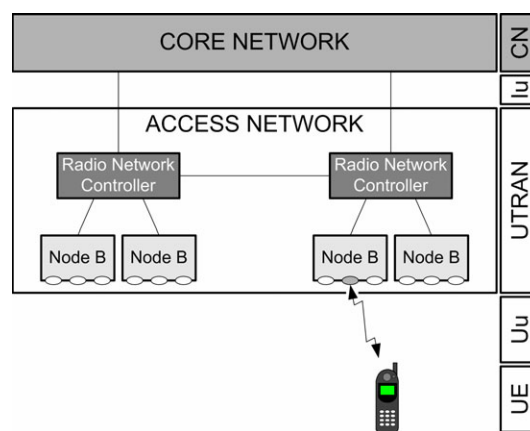 CORE NETWORK
CN
Iu
ACCESS NETWORK
UTRAN
Radio Network
Controller
Radio Network
Controller
Node B
Node B
Node B
Node B
Uu
UE